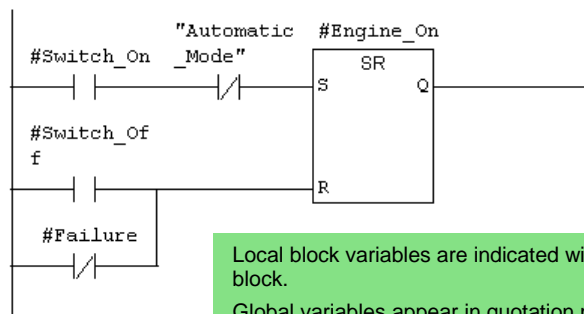 "Automatic #Engine_On
#Switch_On _Mode" SR
S Q
#Switch_Of
f
R
#Failure
Local block variables are indicated wi
block.
Global variables appear in quotation